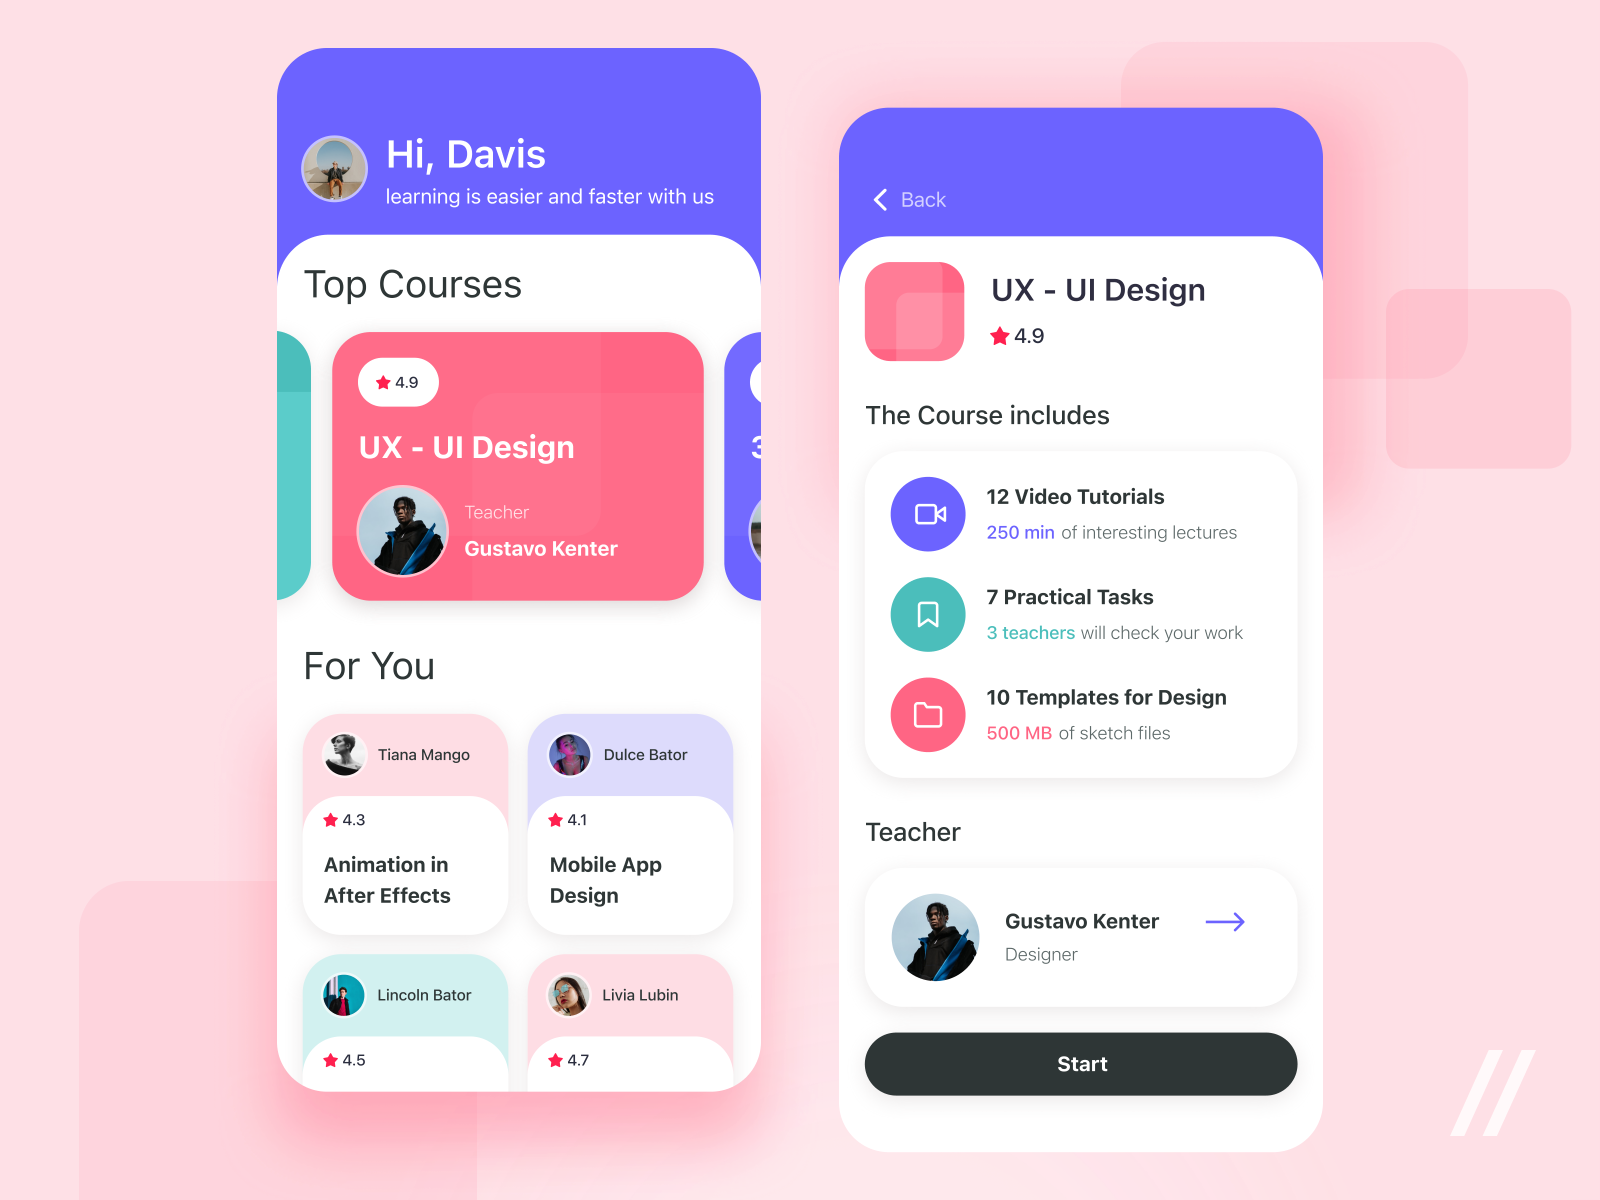 Hi, Davis
learning is easier and faster with us
Top Courses
4.9
UX - UI Design
Teacher
Gustavo Kenter
3
For You
Tiana Mango
4.3
Animation in
After Effects
Dulce Bator
4.1
Mobile App
Design
Lincoln Bator
4.5
Livia Lubin
4.7
Back
UX - UI Design
4.9
The Course includes
12 Video Tutorials
250 min of interesting lectures
7 Practical Tasks
3 teachers will check your work
10 Templates for Design
500 MB of sketch files
Teacher
Gustavo Kenter
Designer
Start